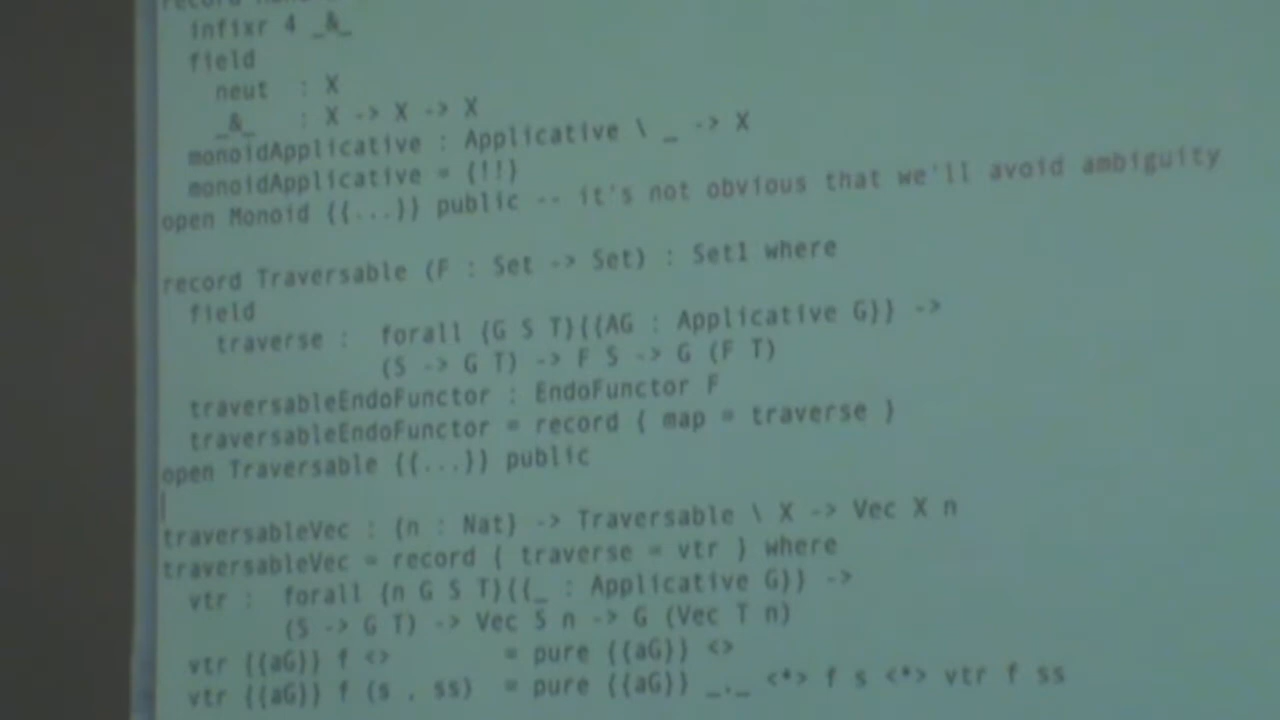 record
infixr 4 _&_
field
neut : X
_&_ : X -> X -> X
monoidApplicative : Applicative \ _ -> X
monoidApplicative = {!!}
open Monoid {{...}} public -- it's not obvious that we'll avoid ambiguity
record Traversable (F : Set -> Set) : Set1 where
field
traverse : forall {G S T}{{AG : Applicative G}} ->
(S -> G T) -> F S -> G (F T)
traversableEndoFunctor : EndoFunctor F
traversableEndoFunctor = record { map = traverse }
open Traversable {{...}} public
traversableVec : {n : Nat} -> Traversable \ X -> Vec X n
traversableVec = record { traverse = vtr } where
vtr : forall {n G S T}{{_ : Applicative G}} ->
(S -> G T) -> Vec S n -> G (Vec T n)
vtr {{aG}} f <> = pure {{aG}} <>
vtr {{aG}} f (s , ss) = pure {{aG}} _,_ <*> f s <*> vtr f ss